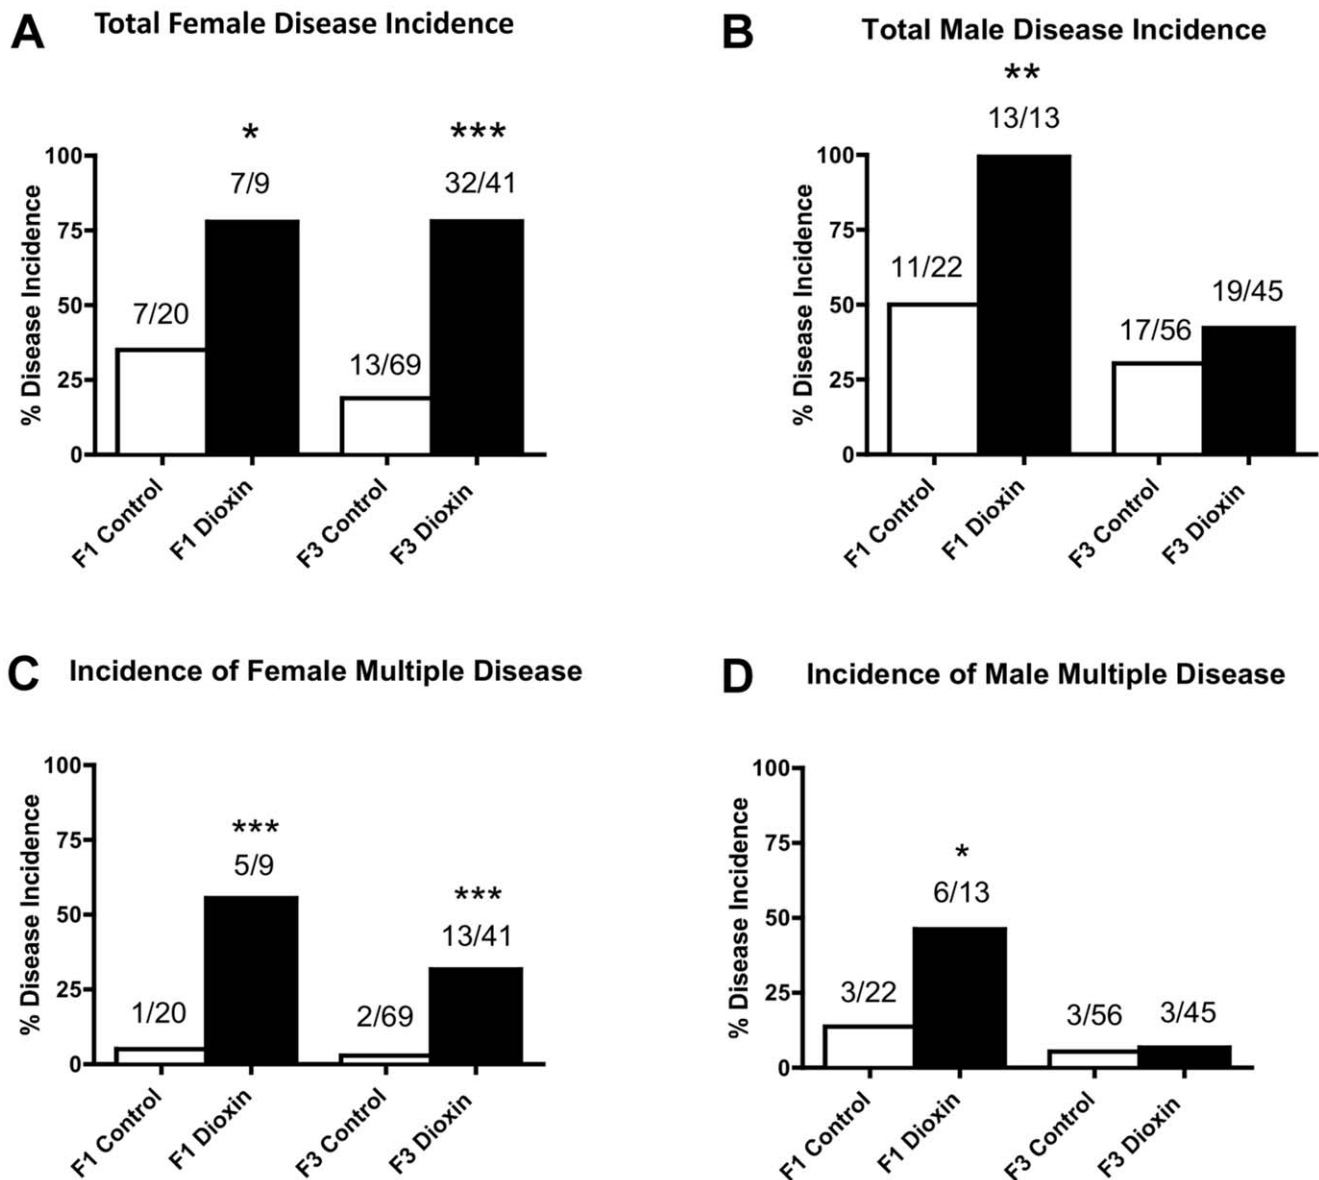 A Total Female Disease Incidence
% Disease Incidence
100
75
50
25
0
*
***
7/20
7/9
13/69
32/41
F1 Control
F1 Dioxin
F3 Control
F3 Dioxin
B Total Male Disease Incidence
% Disease Incidence
100
75
50
25
0
**
11/22
13/13
17/56
19/45
F1 Control
F1 Dioxin
F3 Control
F3 Dioxin
C Incidence of Female Multiple Disease
% Disease Incidence
100
75
50
25
0
***
***
1/20
5/9
2/69
13/41
F1 Control
F1 Dioxin
F3 Control
F3 Dioxin
D Incidence of Male Multiple Disease
% Disease Incidence
100
75
50
25
0
*
3/22
6/13
3/56
3/45
F1 Control
F1 Dioxin
F3 Control
F3 Dioxin